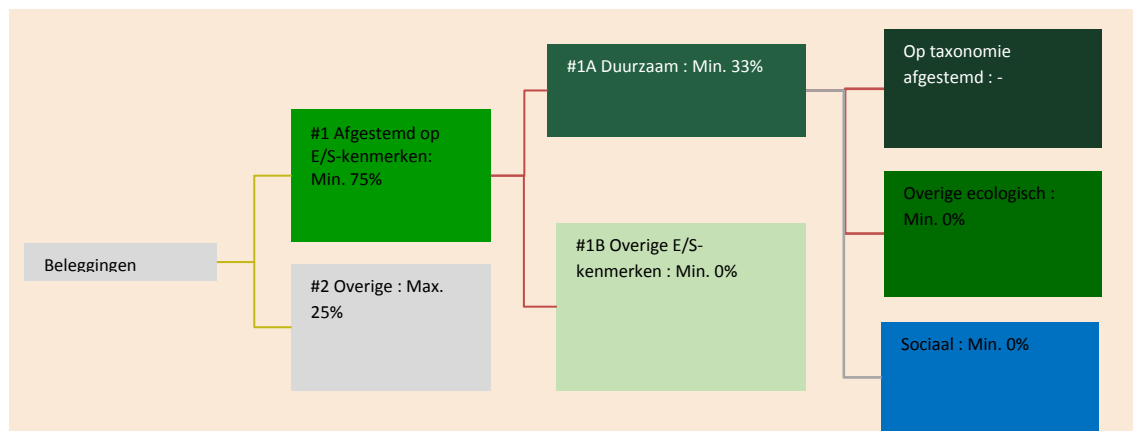 Beleggingen
#1 Afgestemd op
E/S-kenmerken:
Min. 75%
#2 Overige : Max.
25%
#1A Duurzaam : Min. 33%
#1B Overige E/S-
kenmerken : Min. 0%
Op taxonomie
afgestemd : -
Overige ecologisch :
Min. 0%
Sociaal : Min. 0%